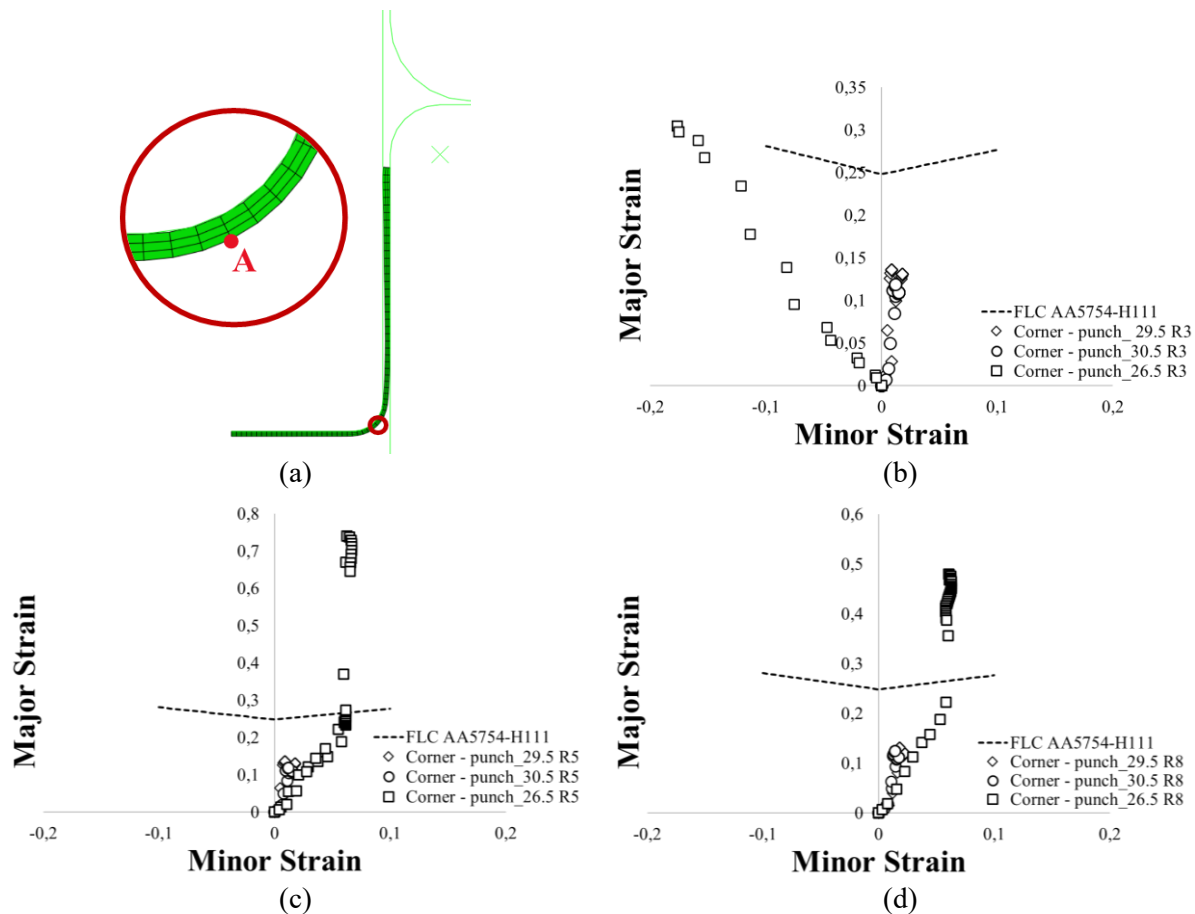 A
(a)
0,35
0,3
0,25
0,2
0,15
0,1
0,05
0
-0,2 -0,1 0 0,1 0,2
Major Strain
Minor Strain
FLC AA5754-H111
Corner - punch_ 29.5 R3
Corner - punch_30.5 R3
Corner - punch_26.5 R3
(b)
0,8
0,7
0,6
0,5
0,4
0,3
0,2
0,1
0
-0,2 -0,1 0 0,1 0,2
Major Strain
Minor Strain
FLC AA5754-H111
Corner - punch_29.5 R5
Corner - punch_30.5 R5
Corner - punch_26.5 R5
(c)
0,6
0,5
0,4
0,3
0,2
0,1
0
-0,2 -0,1 0 0,1 0,2
Major Strain
Minor Strain
FLC AA5754-H111
Corner - punch_29.5 R8
Corner - punch_30.5 R8
Corner - punch_26.5 R8
(d)